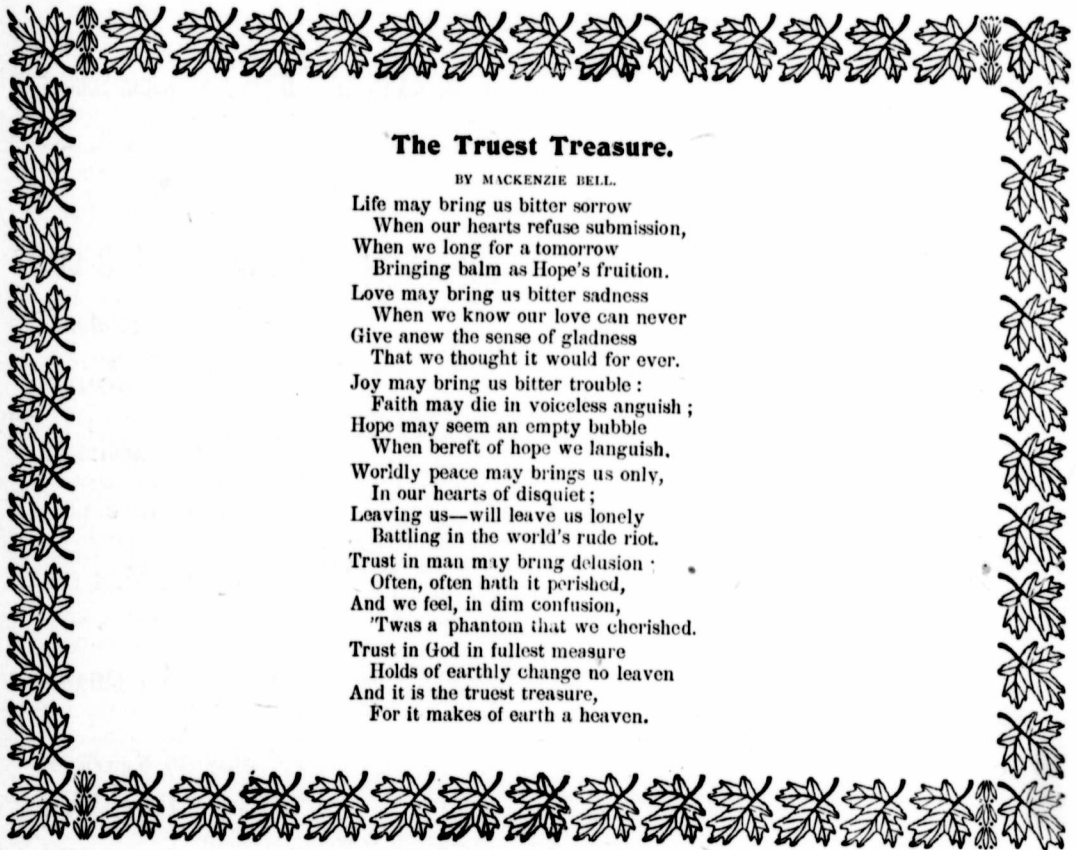 The Truest Treasure.
BY MACKENZIE BELL.
Life may bring us bitter sorrow
When our hearts refuse submission,
When we long for a tomorrow
Bringing balm as Hope's fruition.
Love may bring us bitter sadness
When we know our love can never
Give anew the sense of gladness
That we thought it would for ever.
Joy may bring us bitter trouble :
Faith may die in voiceless anguish ;
Hope may seem an empty bubble
When bereft of hope we languish.
Worldly peace may brings us only,
In our hearts of disquiet ;
Leaving us—will leave us lonely
Battling in the world's rude riot.
Trust in man may bring delusion :
Often, often hath it perished,
And we feel, in dim confusion,
'Twas a phantom that we cherished.
Trust in God in fullest measure
Holds of earthly change no leaven
And it is the truest treasure,
For it makes of earth a heaven.